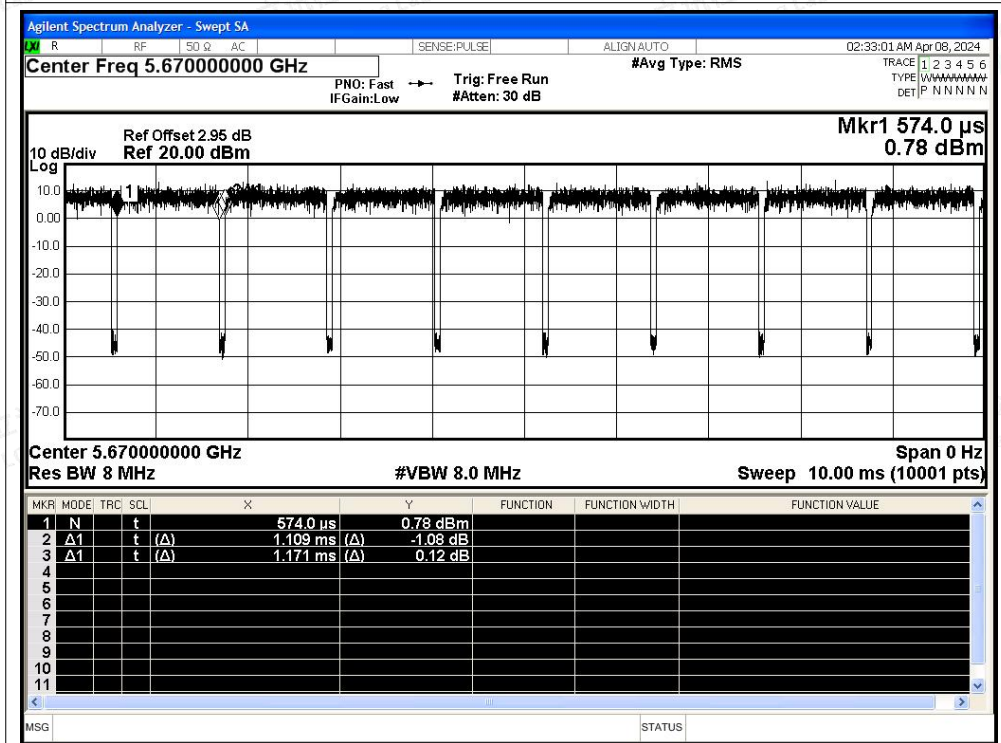 Agilent Spectrum Analyzer - Swept SA
LXI R RF 50 Ω AC SENSE:PULSE ALIGN AUTO 02:33:01 AM Apr 08, 2024
Center Freq 5.670000000 GHz #Avg Type: RMS TRACE 1 2 3 4 5 6
PNO: Fast Trig: Free Run TYPE WWWWWW
IFGain:Low #Atten: 30 dB DET P N N N N N
Mkr1 574.0 µs
0.78 dBm
Ref Offset 2.95 dB
10 dB/div Ref 20.00 dBm
Log
10.0
0.00
-10.0
-20.0
-30.0
-40.0
-50.0
-60.0
-70.0
1
Center 5.670000000 GHz Span 0 Hz
Res BW 8 MHz #VBW 8.0 MHz Sweep 10.00 ms (10001 pts)
MKR MODE TRC SCL X Y FUNCTION FUNCTION WIDTH FUNCTION VALUE
1 N t 574.0 µs 0.78 dBm
2 Δ1 t (Δ) 1.109 ms (Δ) -1.08 dB
3 Δ1 t (Δ) 1.171 ms (Δ) 0.12 dB
4
5
6
7
8
9
10
11
MSG STATUS